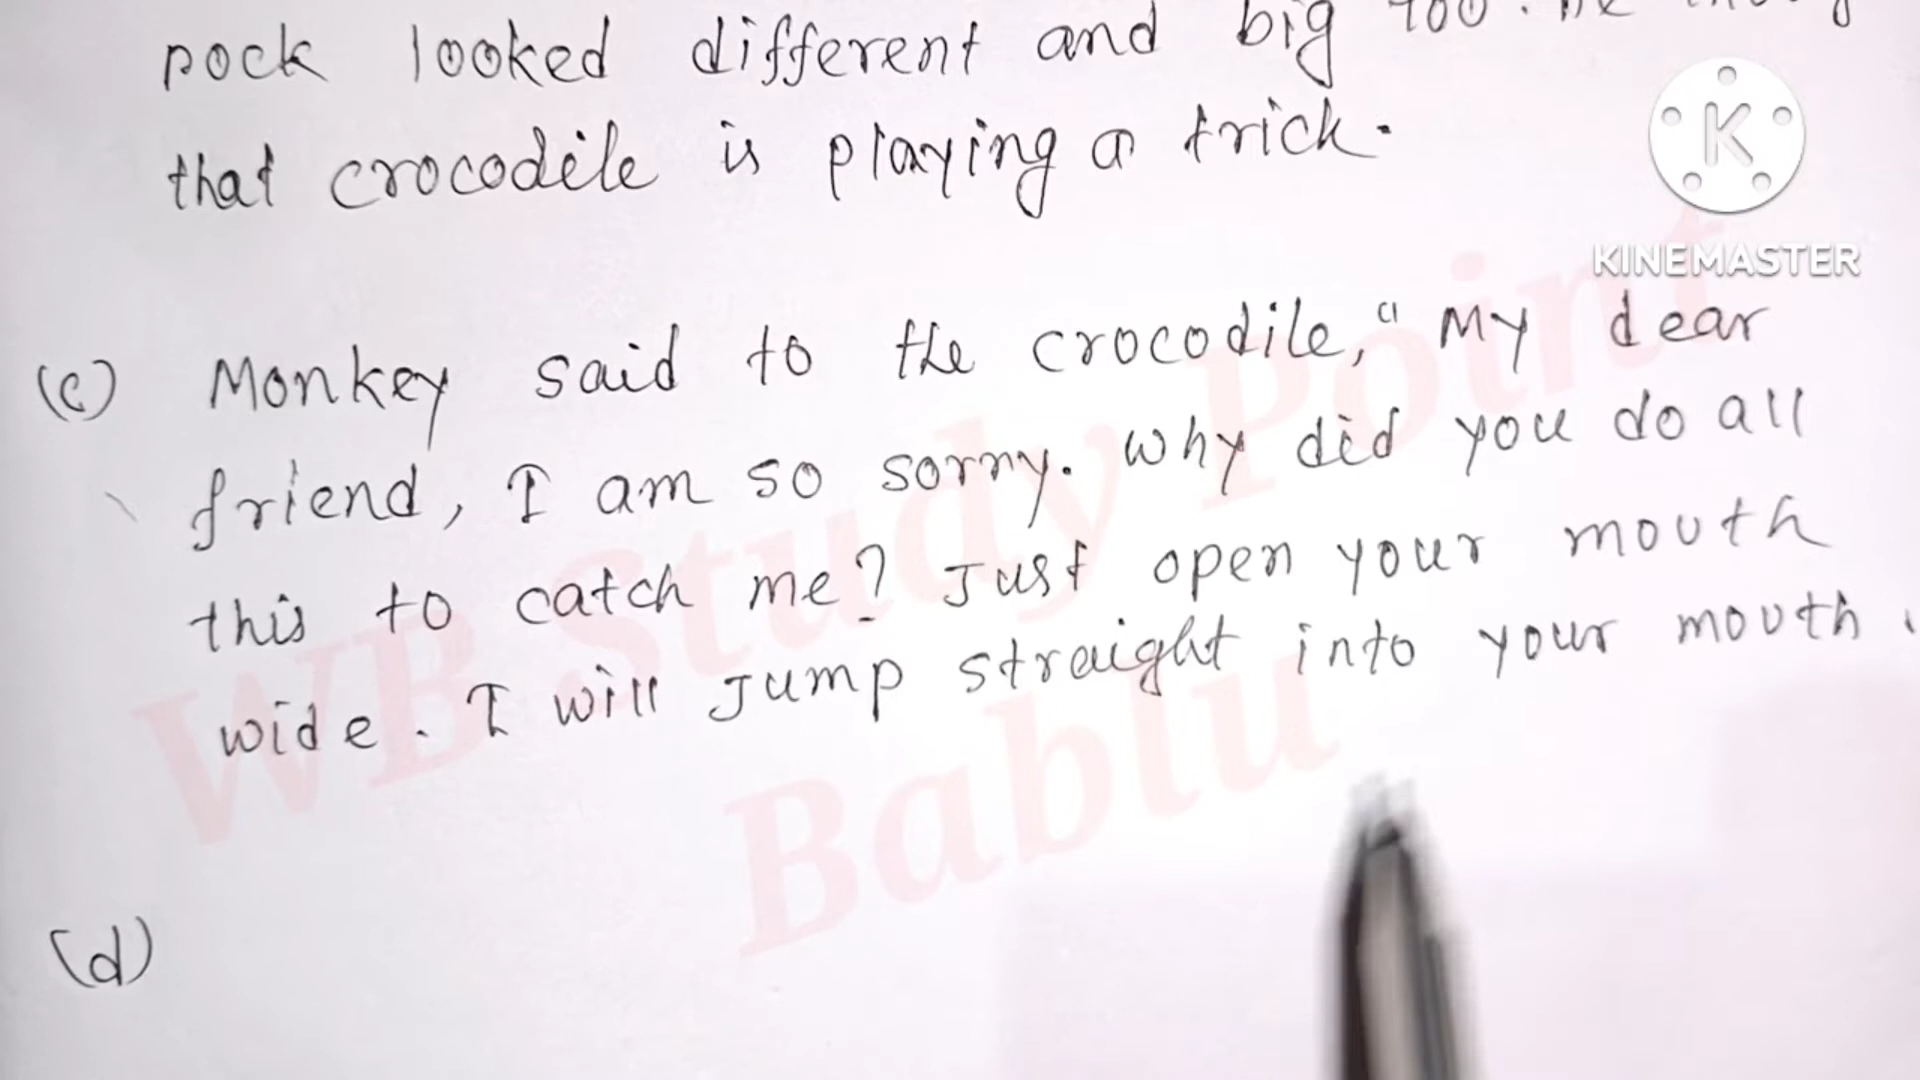 pock looked different and big too. He
that crocodile is playing a trick.
KINEMASTER
(c) Monkey said to the crocodile, "My dear
friend, I am so sorry. Why did you do all
this to catch me? Just open your mouth
wide. I will Jump straight into your mouth.
WB Study Point
Bablu
(d)